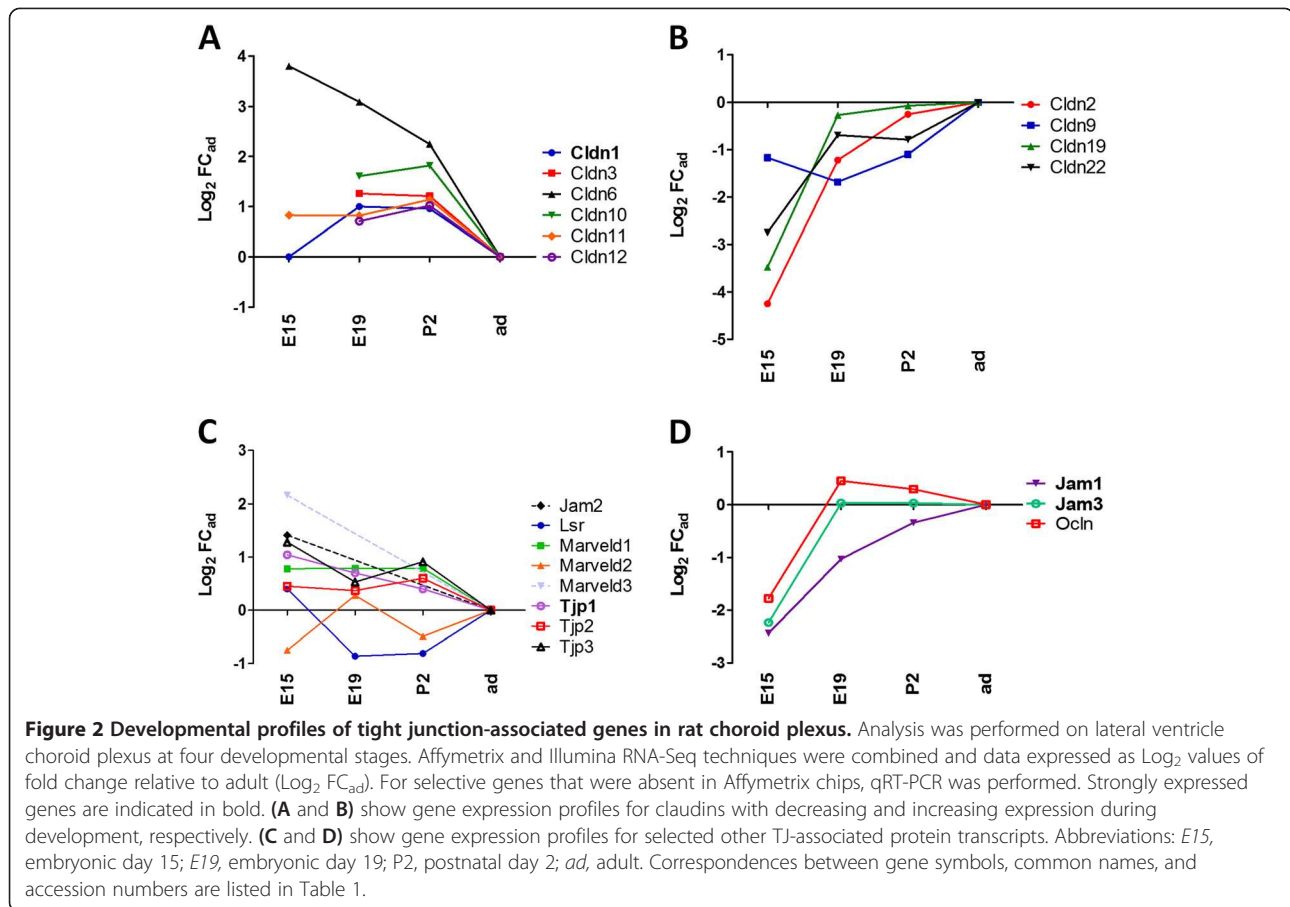 A
Log₂ FCad
4
3
2
1
0
-1
E15
E19
P2
ad
Cldn1
Cldn3
Cldn6
Cldn10
Cldn11
Cldn12
B
Log₂ FCad
1
0
-1
-2
-3
-4
-5
E15
E19
P2
ad
Cldn2
Cldn9
Cldn19
Cldn22
C
Log₂ FCad
3
2
1
0
-1
E15
E19
P2
ad
Jam2
Lsr
Marveld1
Marveld2
Marveld3
Tjp1
Tjp2
Tjp3
D
Log₂ FCad
1
0
-1
-2
-3
E15
E19
P2
ad
Jam1
Jam3
Ocln
Figure 2 Developmental profiles of tight junction-associated genes in rat choroid plexus. Analysis was performed on lateral ventricle
choroid plexus at four developmental stages. Affymetrix and Illumina RNA-Seq techniques were combined and data expressed as Log₂ values of
fold change relative to adult (Log₂ FCad). For selective genes that were absent in Affymetrix chips, qRT-PCR was performed. Strongly expressed
genes are indicated in bold. (A and B) show gene expression profiles for claudins with decreasing and increasing expression during
development, respectively. (C and D) show gene expression profiles for selected other TJ-associated protein transcripts. Abbreviations: E15,
embryonic day 15; E19, embryonic day 19; P2, postnatal day 2; ad, adult. Correspondences between gene symbols, common names, and
accession numbers are listed in Table 1.